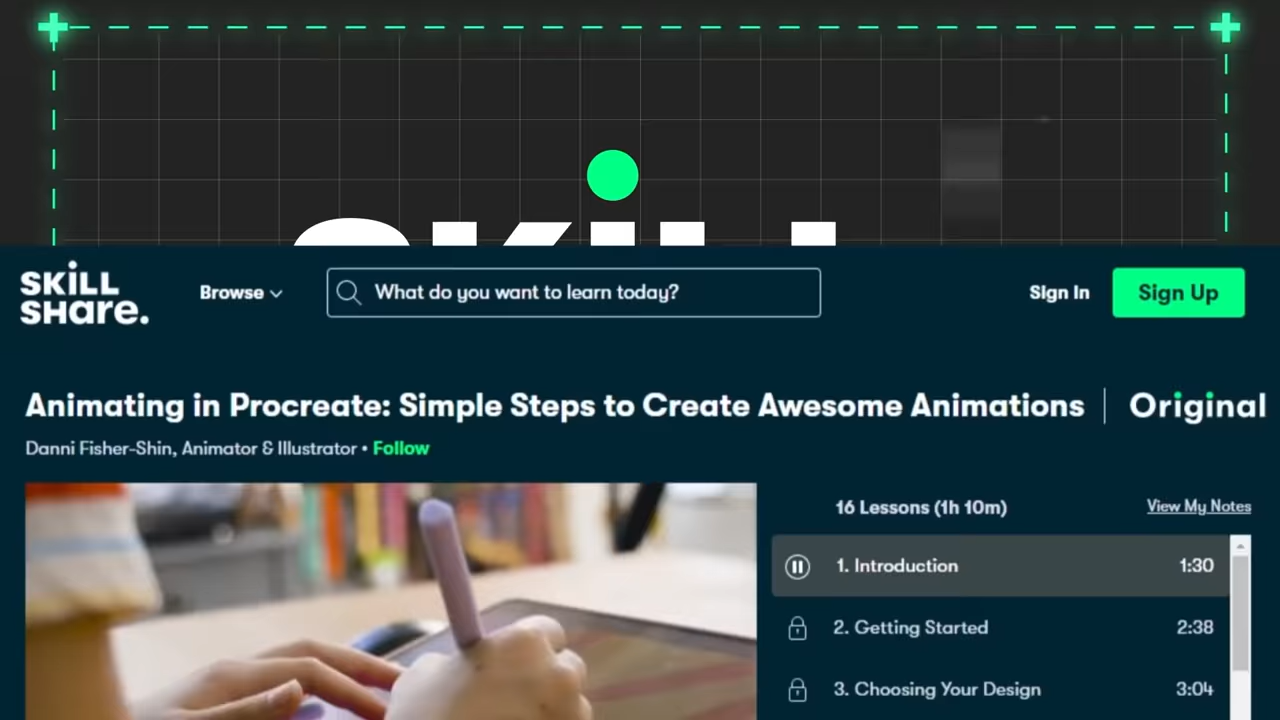 SKILL
SHare.
Browse
What do you want to learn today?
Sign In
Sign Up
Animating in Procreate: Simple Steps to Create Awesome Animations | Original
Danni Fisher-Shin, Animator & Illustrator • Follow
16 Lessons (1h 10m)
View My Notes
1. Introduction 1:30
2. Getting Started 2:38
3. Choosing Your Design 3:04